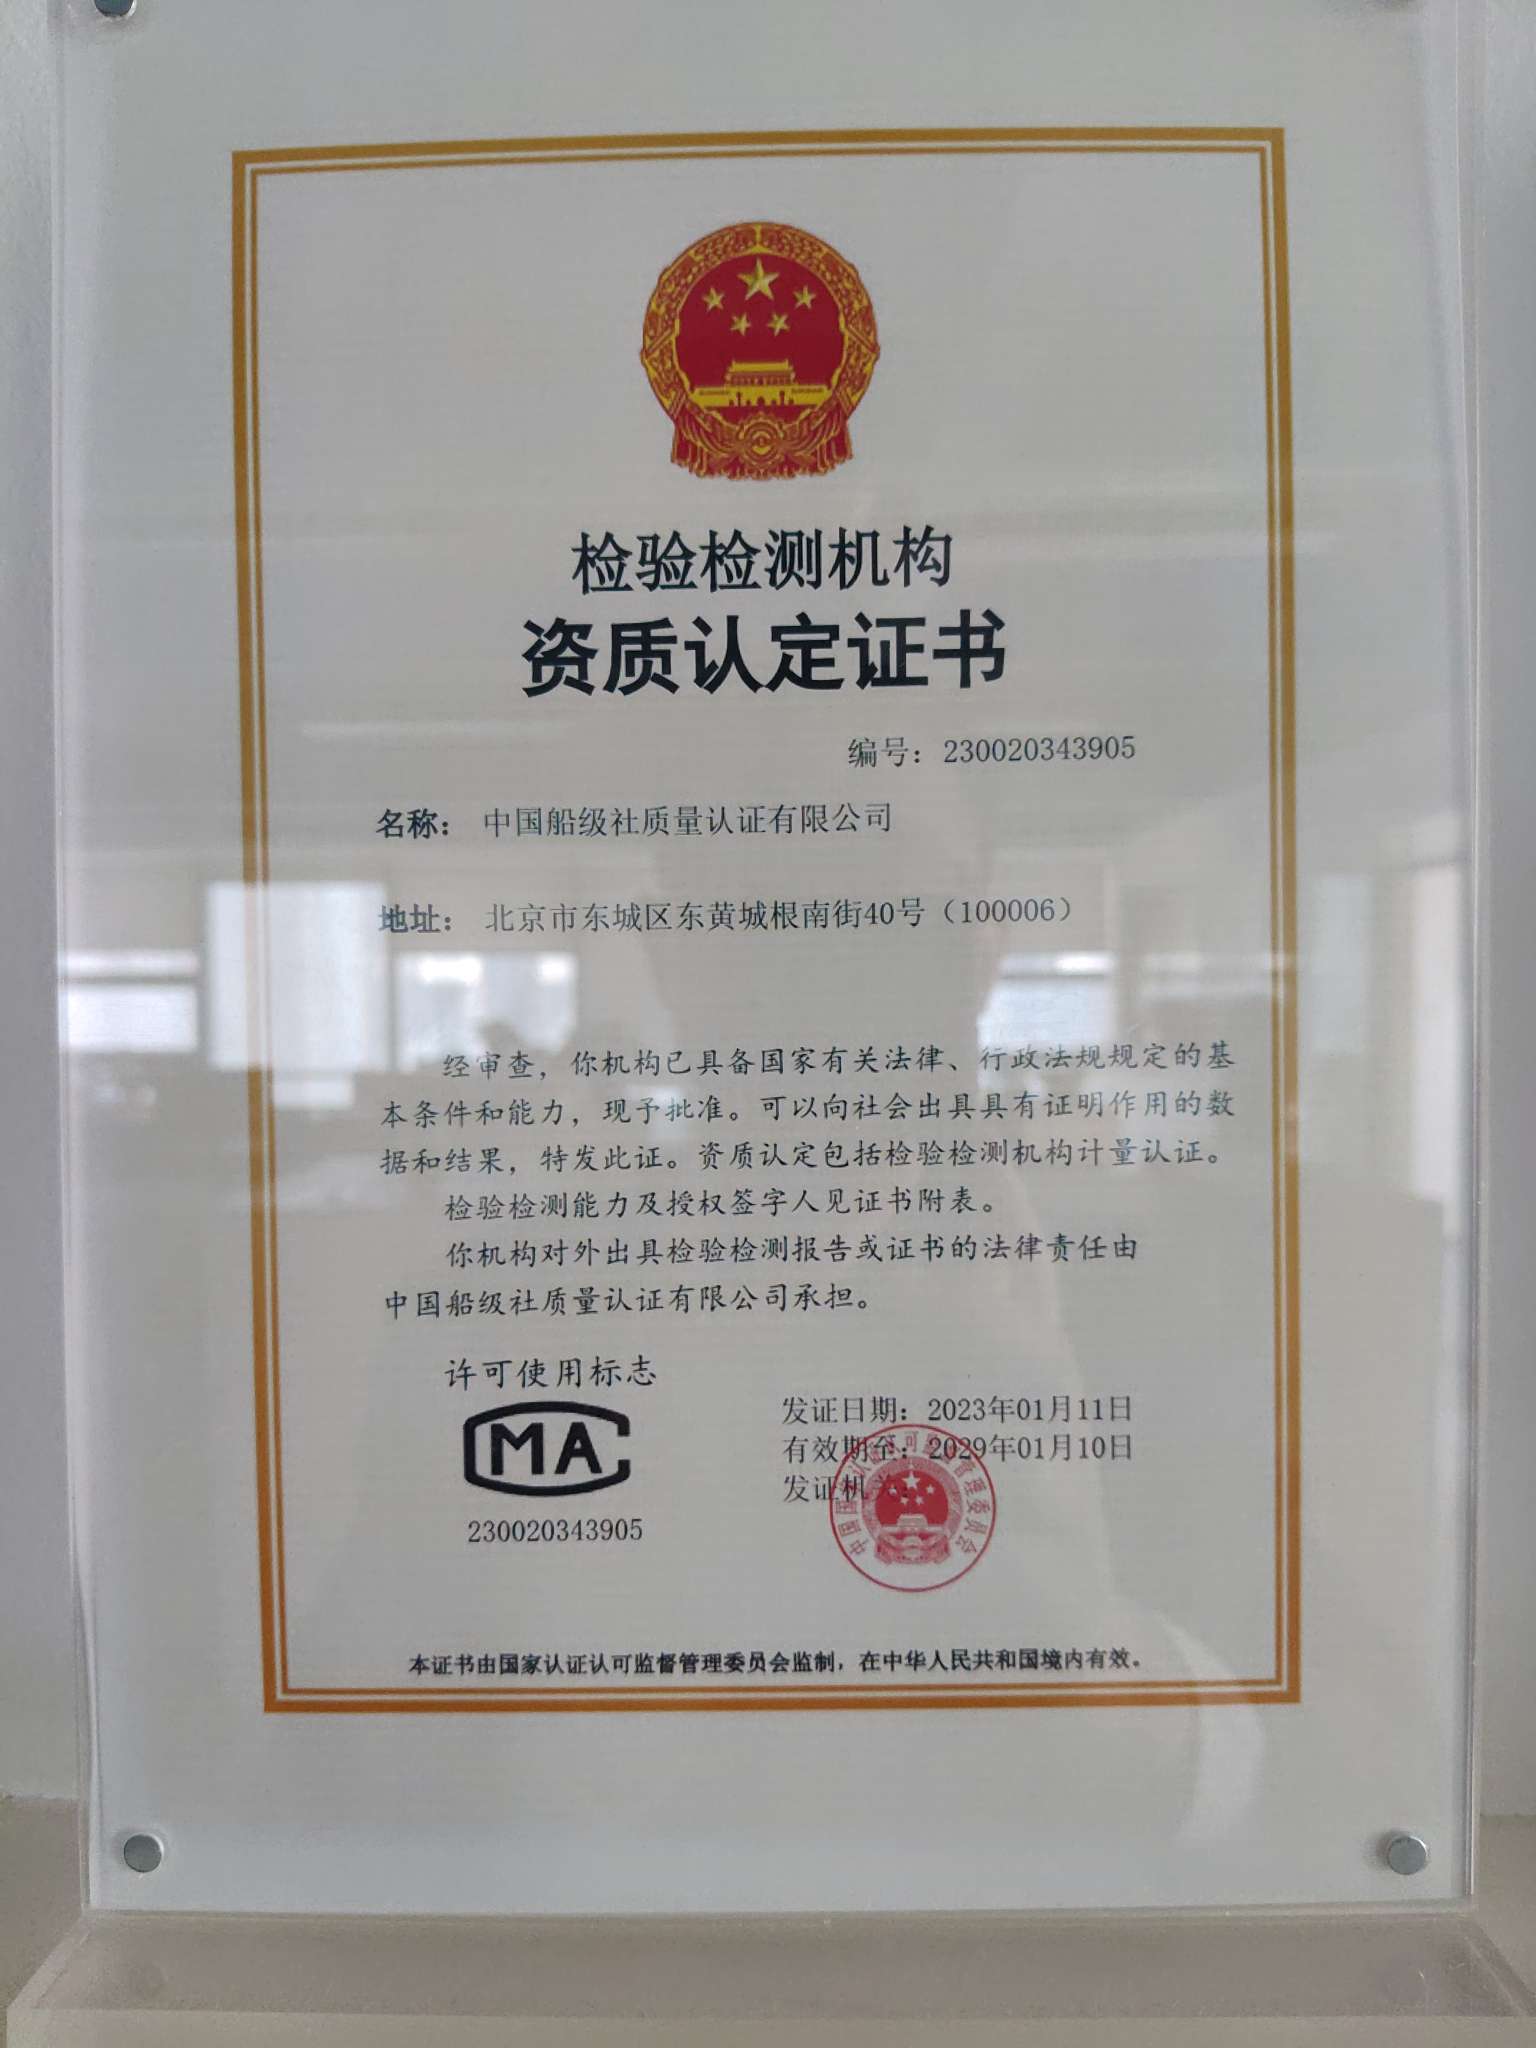 检验检测机构
资质认定证书
编号：230020343905
名称： 中国船级社质量认证有限公司
地址： 北京市东城区东黄城根南街40号（100006）
经审查，你机构已具备国家有关法律、行政法规规定的基
本条件和能力，现予批准。可以向社会出具具有证明作用的数
据和结果，特发此证。资质认定包括检验检测机构计量认证。
检验检测能力及授权签字人见证书附表。
你机构对外出具检验检测报告或证书的法律责任由
中国船级社质量认证有限公司承担。
许可使用标志
MA
230020343905
发证日期：2023年01月11日
有效期至：2029年01月10日
发证机关：
本证书由国家认证认可监督管理委员会监制，在中华人民共和国境内有效。